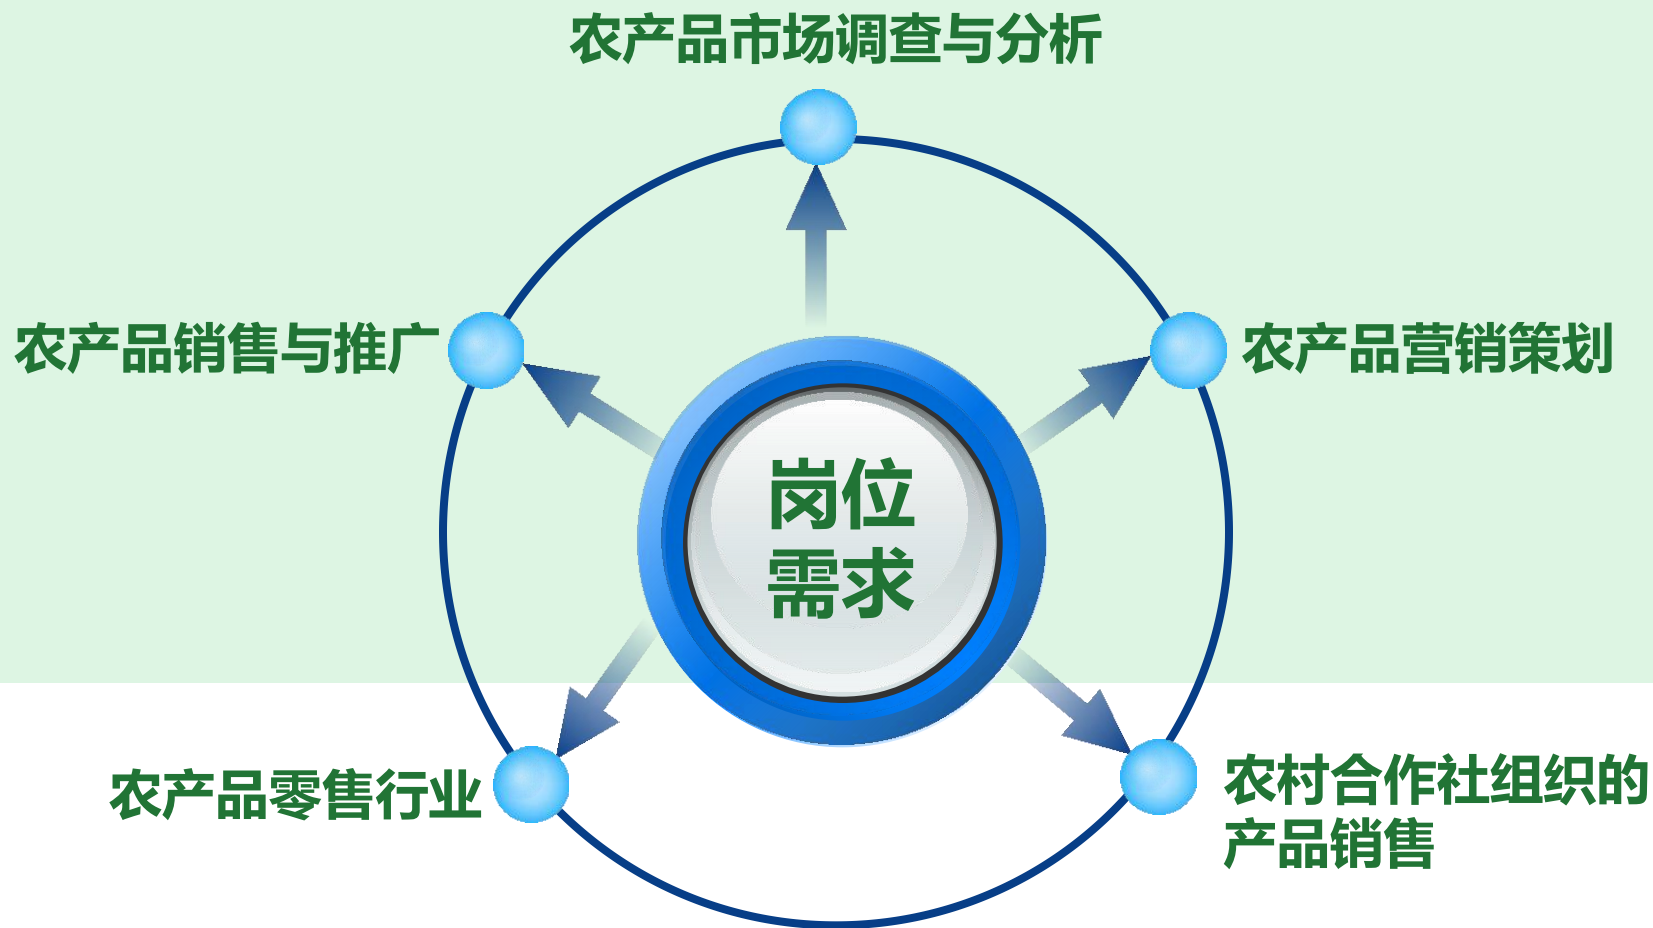 农产品市场调查与分析
农产品销售与推广
农产品营销策划
岗位
需求
农产品零售行业
农村合作社组织的
产品销售